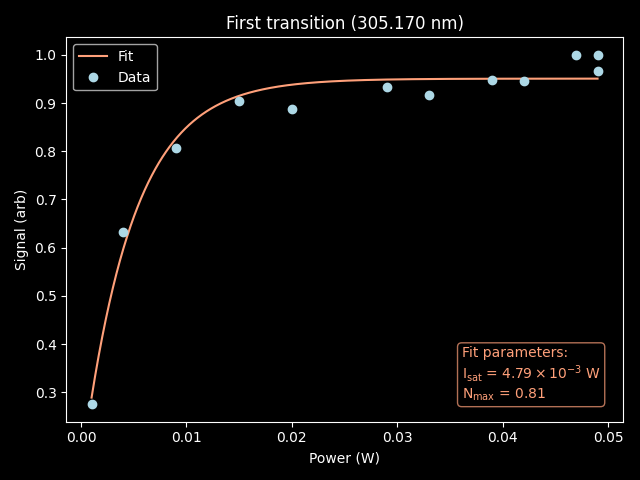 First transition (305.170 nm)
Fit
Data
Signal (arb)
1.0
0.9
0.8
0.7
0.6
0.5
0.4
0.3
Fit parameters:
I_sat = 4.79 × 10⁻³ W
N_max = 0.81
0.00 0.01 0.02 0.03 0.04 0.05
Power (W)